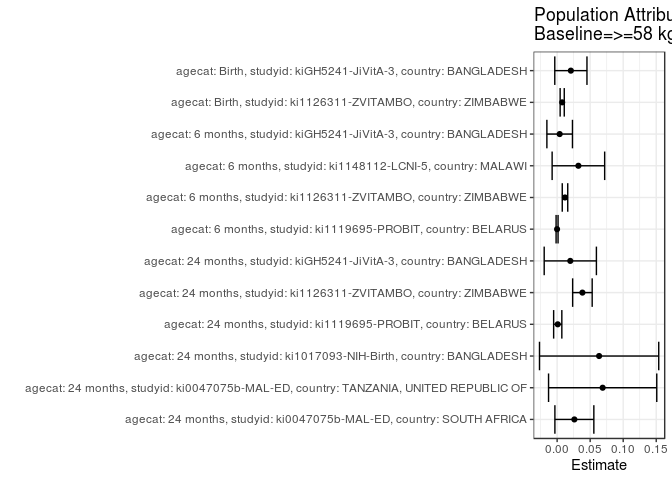 Population Attribu
Baseline=>=58 kg
agecat: Birth, studyid: kiGH5241-JiVitA-3, country: BANGLADESH
agecat: Birth, studyid: ki1126311-ZVITAMBO, country: ZIMBABWE
agecat: 6 months, studyid: kiGH5241-JiVitA-3, country: BANGLADESH
agecat: 6 months, studyid: ki1148112-LCNI-5, country: MALAWI
agecat: 6 months, studyid: ki1126311-ZVITAMBO, country: ZIMBABWE
agecat: 6 months, studyid: ki1119695-PROBIT, country: BELARUS
agecat: 24 months, studyid: kiGH5241-JiVitA-3, country: BANGLADESH
agecat: 24 months, studyid: ki1126311-ZVITAMBO, country: ZIMBABWE
agecat: 24 months, studyid: ki1119695-PROBIT, country: BELARUS
agecat: 24 months, studyid: ki1017093-NIH-Birth, country: BANGLADESH
agecat: 24 months, studyid: ki0047075b-MAL-ED, country: TANZANIA, UNITED REPUBLIC OF
agecat: 24 months, studyid: ki0047075b-MAL-ED, country: SOUTH AFRICA
0.00 0.05 0.10 0.15
Estimate